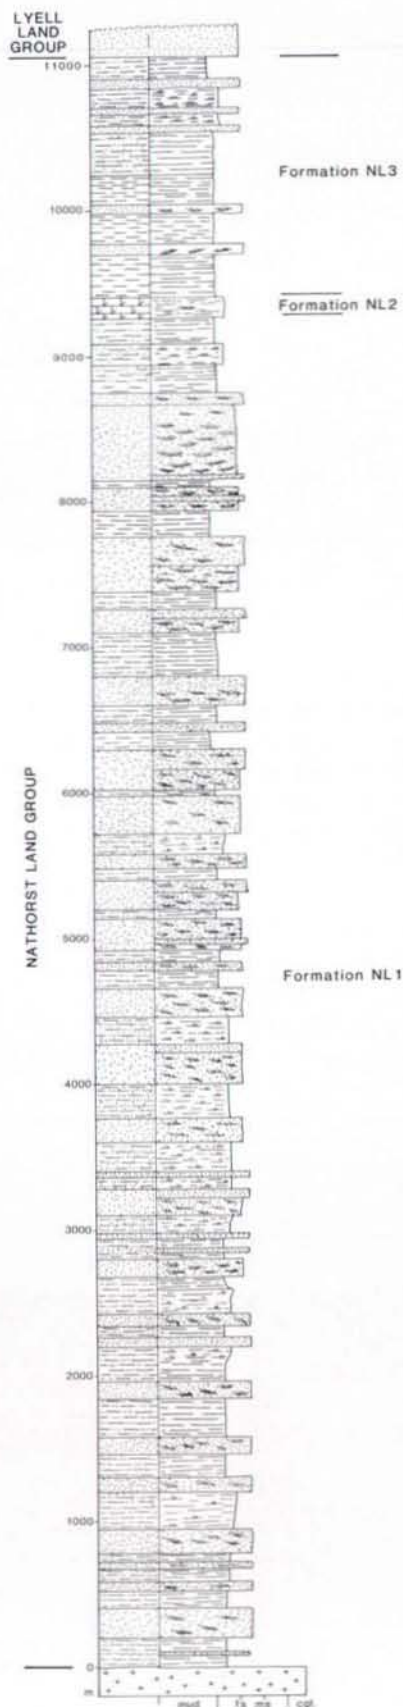 LYELL
LAND
GROUP
11000
Formation NL3
10000
Formation NL2
9000
8000
7000
NATHORST LAND GROUP
6000
5000
Formation NL1
4000
3000
2000
1000
0
m
mud fs ms cgl.